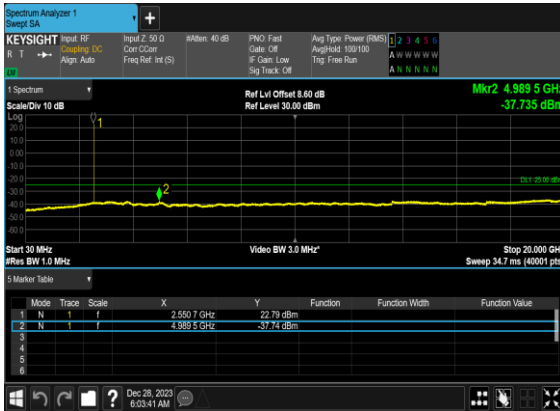 Spectrum Analyzer 1
Swept SA
+
KEYSIGHT Input: RF Input Z: 50 Ω #Atten: 40 dB PNO: Fast Avg Type: Power (RMS) 1 2 3 4 5 6
R T Coupling: DC Corr CCorr Gate: Off Avg|Hold: 100/100 A W W W W W
Align: Auto Freq Ref: Int (S) IF Gain: Low Trig: Free Run
Sig Track: Off A N N N N N
1 Spectrum Ref Lvl Offset 8.60 dB Mkr2 4.989 5 GHz
Scale/Div 10 dB Ref Level 30.00 dBm -37.735 dBm
Log
1
20.0
10.0
0.00
-10.0
-20.0
DL1 -25.00 dBm
-30.0
2
-40.0
-50.0
-60.0
Start 30 MHz Video BW 3.0 MHz* Stop 20.000 GHz
#Res BW 1.0 MHz Sweep 34.7 ms (40001 pts)
5 Marker Table
Mode Trace Scale X Y Function Function Width Function Value
1 N 1 f 2.550 7 GHz 22.79 dBm
2 N 1 f 4.989 5 GHz -37.74 dBm
3
4
5
6
? Dec 28, 2023
6:03:41 AM